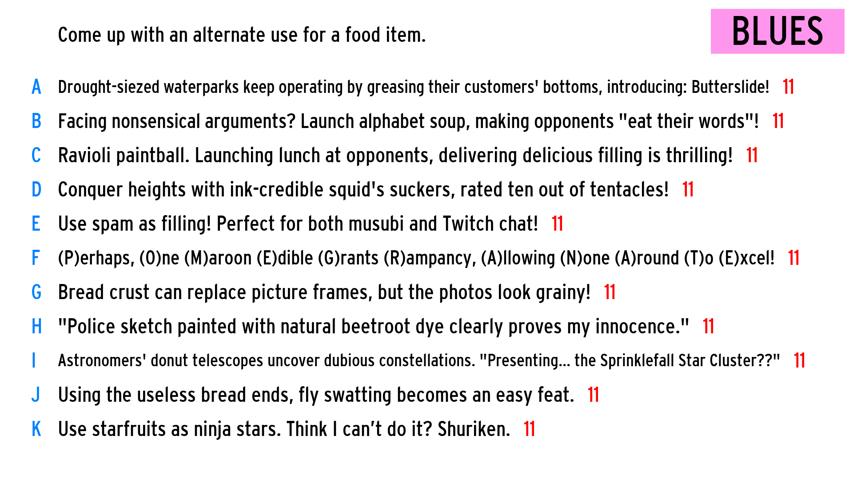 Come up with an alternate use for a food item.
BLUES
A Drought-siezed waterparks keep operating by greasing their customers' bottoms, introducing: Butterslide! 11
B Facing nonsensical arguments? Launch alphabet soup, making opponents "eat their words"! 11
C Ravioli paintball. Launching lunch at opponents, delivering delicious filling is thrilling! 11
D Conquer heights with ink-credible squid's suckers, rated ten out of tentacles! 11
E Use spam as filling! Perfect for both musubi and Twitch chat! 11
F (P)erhaps, (O)ne (M)aroon (E)dible (G)rants (R)ampancy, (A)llowing (N)one (A)round (T)o (E)xcel! 11
G Bread crust can replace picture frames, but the photos look grainy! 11
H "Police sketch painted with natural beetroot dye clearly proves my innocence." 11
I Astronomers' donut telescopes uncover dubious constellations. "Presenting... the Sprinklefall Star Cluster??" 11
J Using the useless bread ends, fly swatting becomes an easy feat. 11
K Use starfruits as ninja stars. Think I can't do it? Shuriken. 11